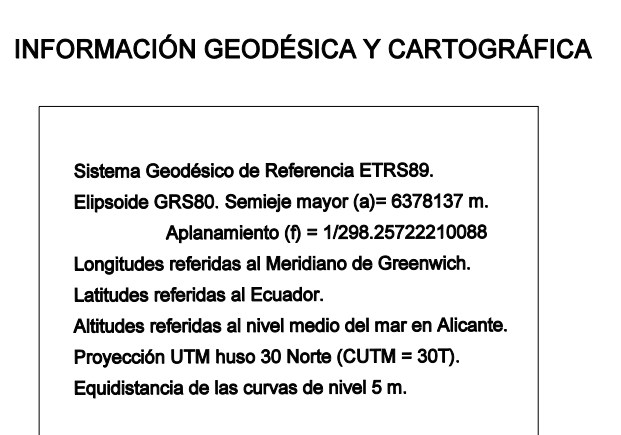 INFORMACIÓN GEODÉSICA Y CARTOGRÁFICA
Sistema Geodésico de Referencia ETRS89.
Elipsoide GRS80. Semieje mayor (a)= 6378137 m.
Aplanamiento (f) = 1/298.25722210088
Longitudes referidas al Meridiano de Greenwich.
Latitudes referidas al Ecuador.
Altitudes referidas al nivel medio del mar en Alicante.
Proyección UTM huso 30 Norte (CUTM = 30T).
Equidistancia de las curvas de nivel 5 m.